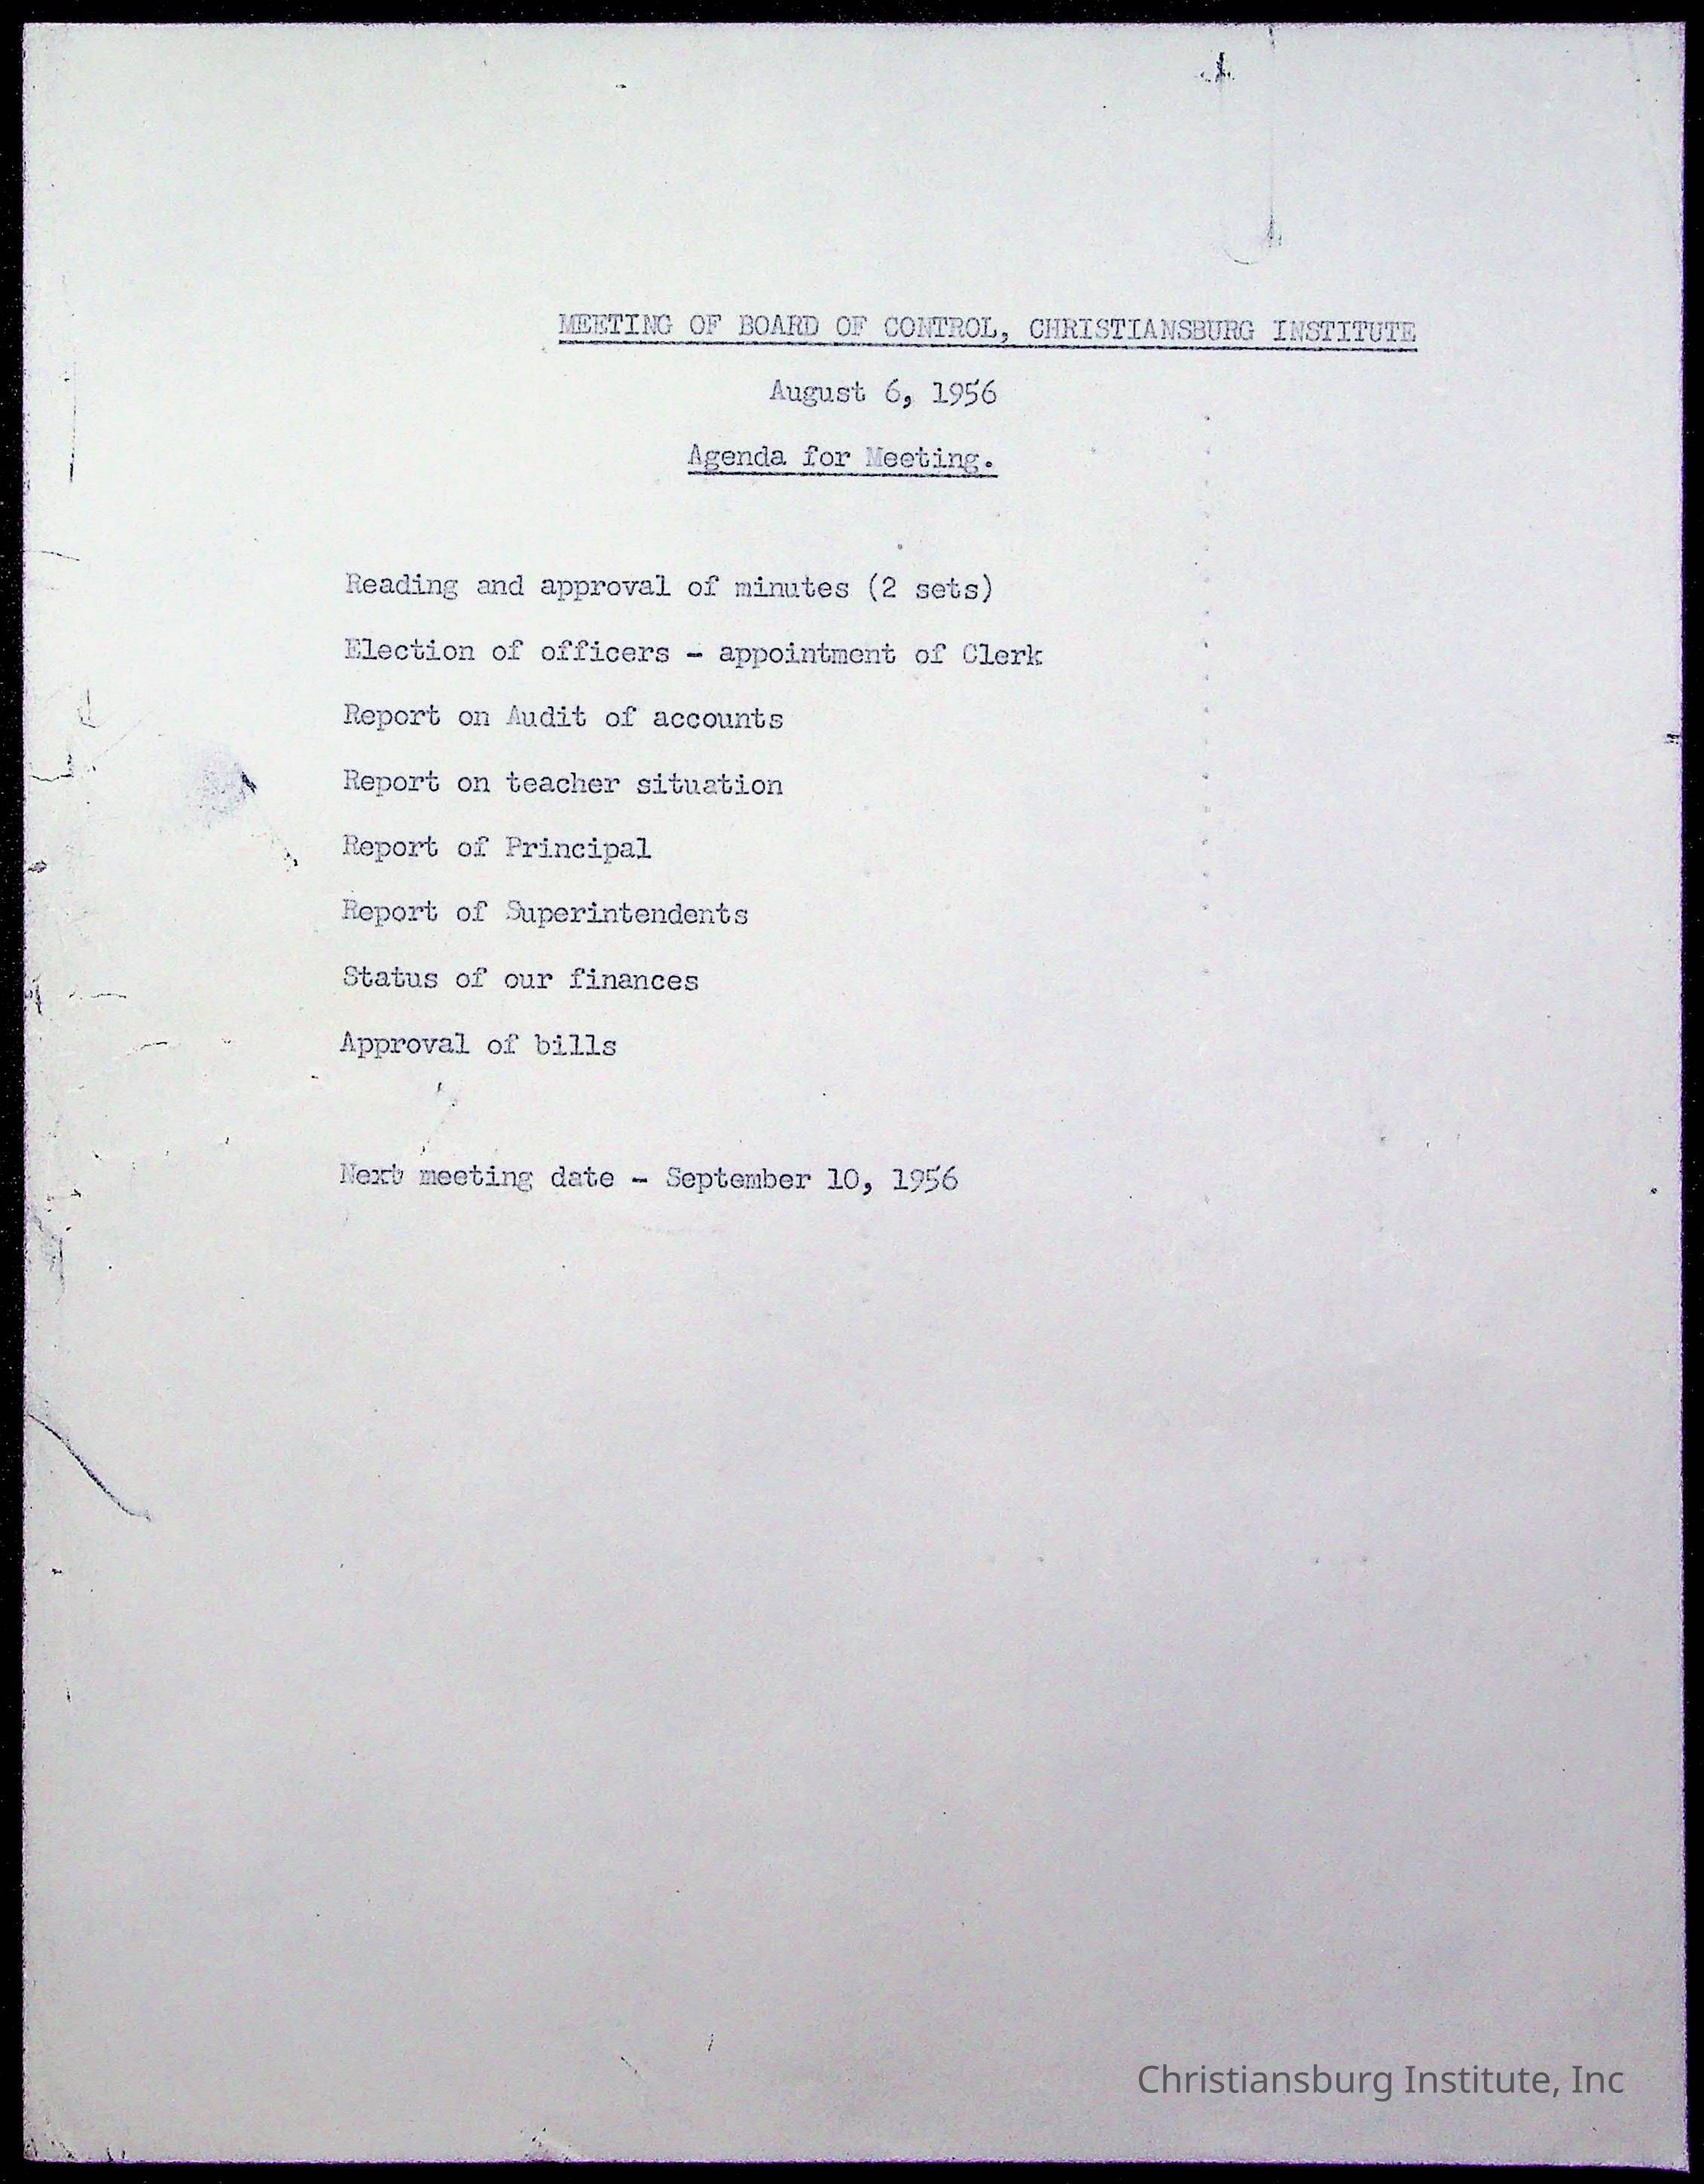 MEETING OF BOARD OF CONTROL, CHRISTIANSBURG INSTITUTE
August 6, 1956
Agenda for Meeting.
Reading and approval of minutes (2 sets)
Election of officers - appointment of Clerk
Report on Audit of accounts
Report on teacher situation
Report of Principal
Report of Superintendents
Status of our finances
Approval of bills
Next meeting date - September 10, 1956
Christiansburg Institute, Inc